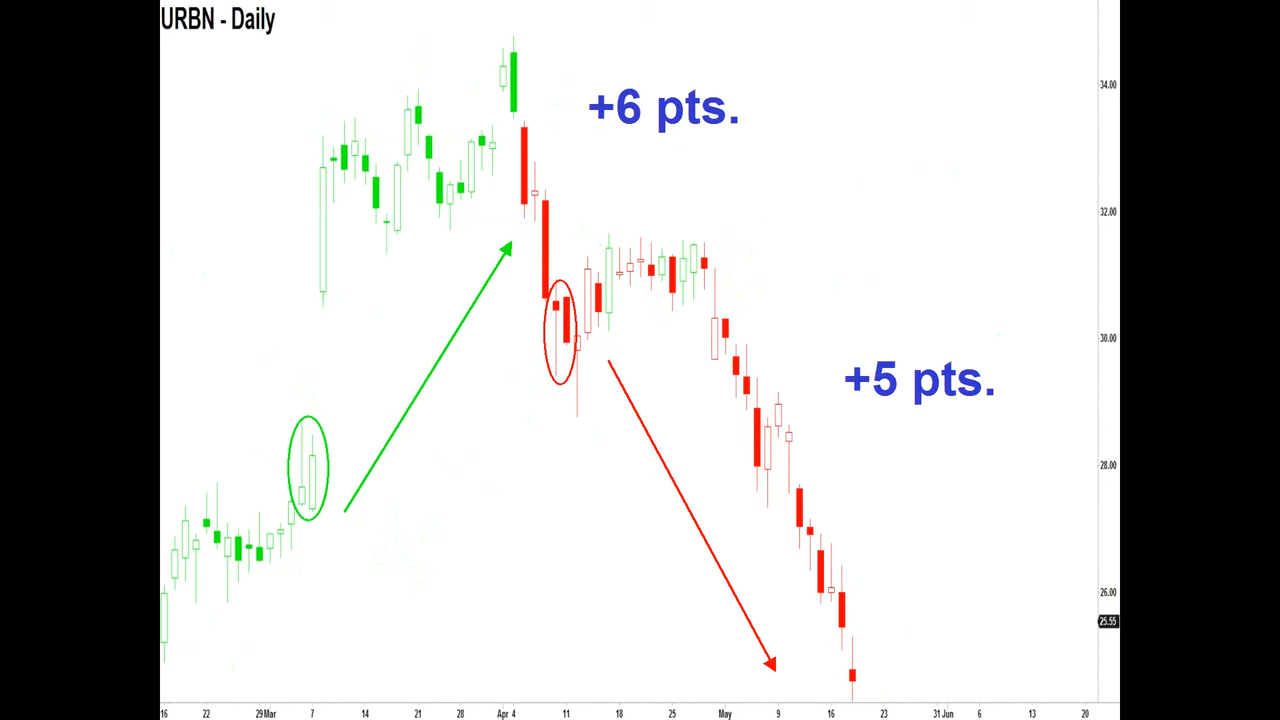 URBN - Daily
+6 pts.
+5 pts.
34.00
32.00
30.00
28.00
26.00
25.55
16 22 29 Mar 7 14 21 28 Apr 4 11 18 25 May 9 16 23 31 Jun 6 13 20